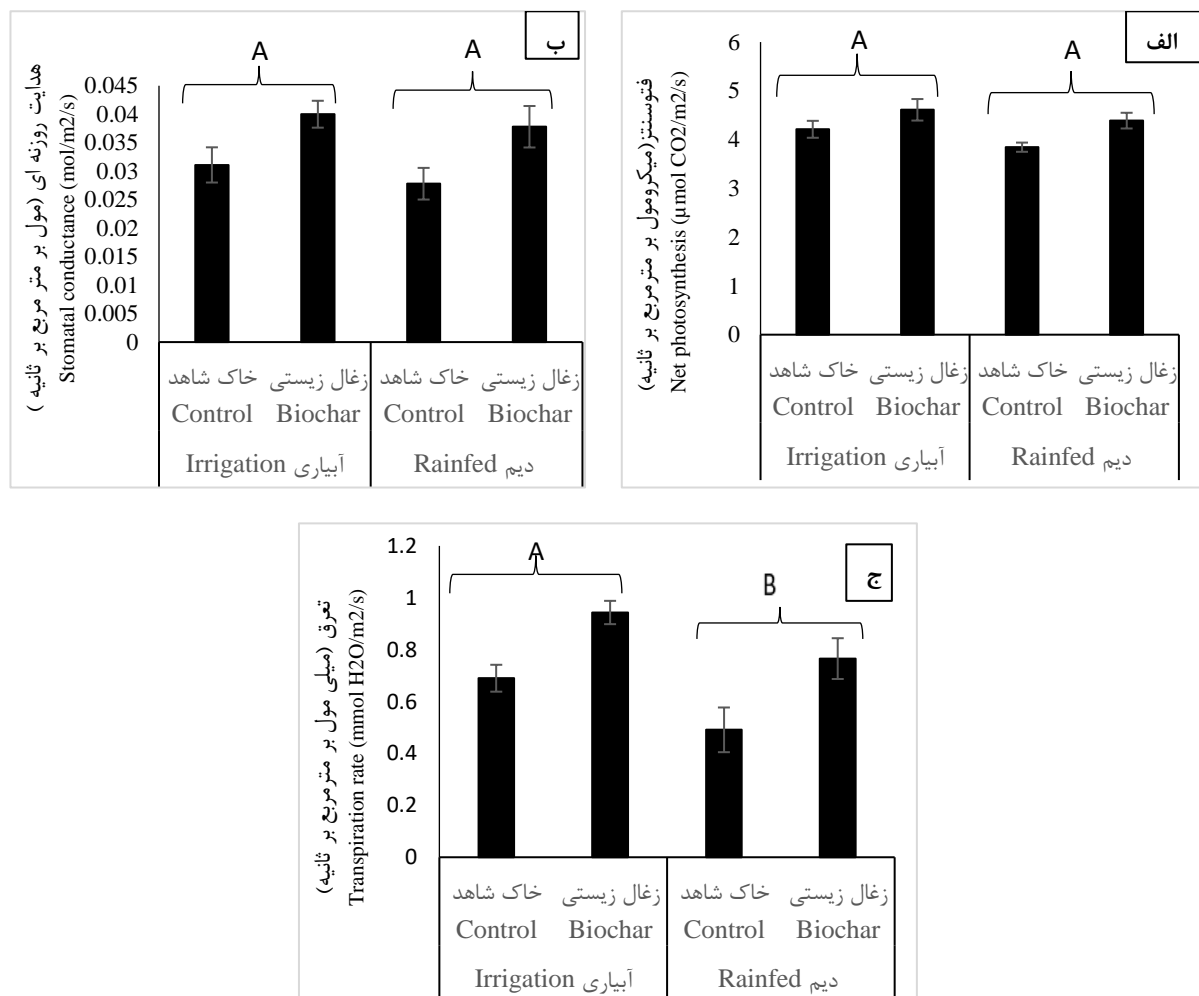 الف
A
A
6
5
4
3
2
1
0
فتوسنتز(میکرومول بر مترمربع بر ثانیه)
Net photosynthesis (µmol CO2/m2/s)
خاک شاهد
زغال زیستی
خاک شاهد
زغال زیستی
Control
Biochar
Control
Biochar
Irrigation آبیاری
Rainfed دیم
ب
A
A
0.045
0.04
0.035
0.03
0.025
0.02
0.015
0.01
0.005
0
هدایت روزنه ای (مول بر متر مربع بر ثانیه )
Stomatal conductance (mol/m2/s)
خاک شاهد
زغال زیستی
خاک شاهد
زغال زیستی
Control
Biochar
Control
Biochar
Irrigation آبیاری
Rainfed دیم
ج
A
B
1.2
1
0.8
0.6
0.4
0.2
0
تعرق (میلی مول بر مترمربع بر ثانیه)
Transpiration rate (mmol H2O/m2/s)
خاک شاهد
زغال زیستی
خاک شاهد
زغال زیستی
Control
Biochar
Control
Biochar
Irrigation آبیاری
Rainfed دیم